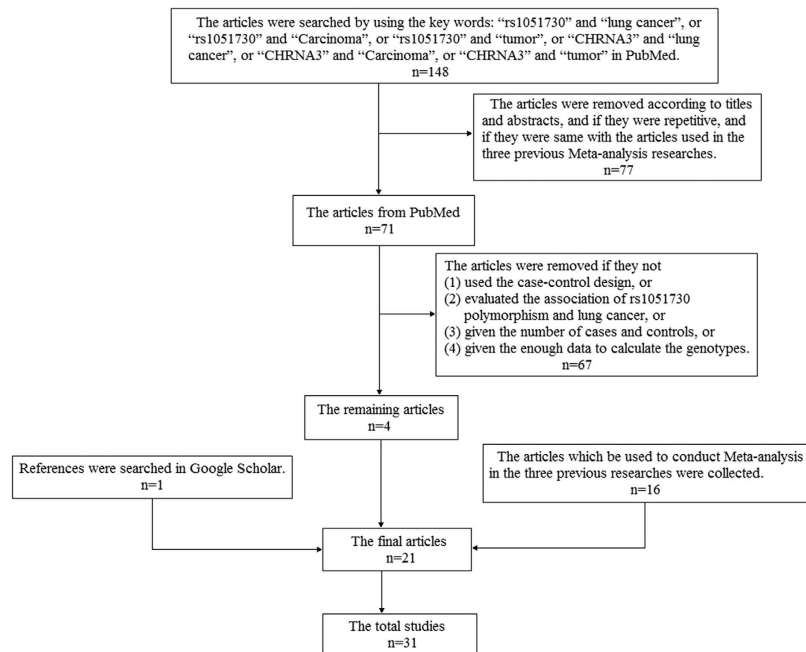 The articles were searched by using the key words: “rs1051730” and “lung cancer”, or
“rs1051730” and “Carcinoma”, or “rs1051730” and “tumor”, or “CHRNA3” and “lung
cancer”, or “CHRNA3” and “Carcinoma”, or “CHRNA3” and “tumor” in PubMed.
n=148
The articles were removed according to titles
and abstracts, and if they were repetitive, and
if they were same with the articles used in the
three previous Meta-analysis researches.
n=77
The articles from PubMed
n=71
The articles were removed if they not
(1) used the case-control design, or
(2) evaluated the association of rs1051730
polymorphism and lung cancer, or
(3) given the number of cases and controls, or
(4) given the enough data to calculate the genotypes.
n=67
The remaining articles
n=4
References were searched in Google Scholar.
n=1
The articles which be used to conduct Meta-analysis
in the three previous researches were collected.
n=16
The final articles
n=21
The total studies
n=31